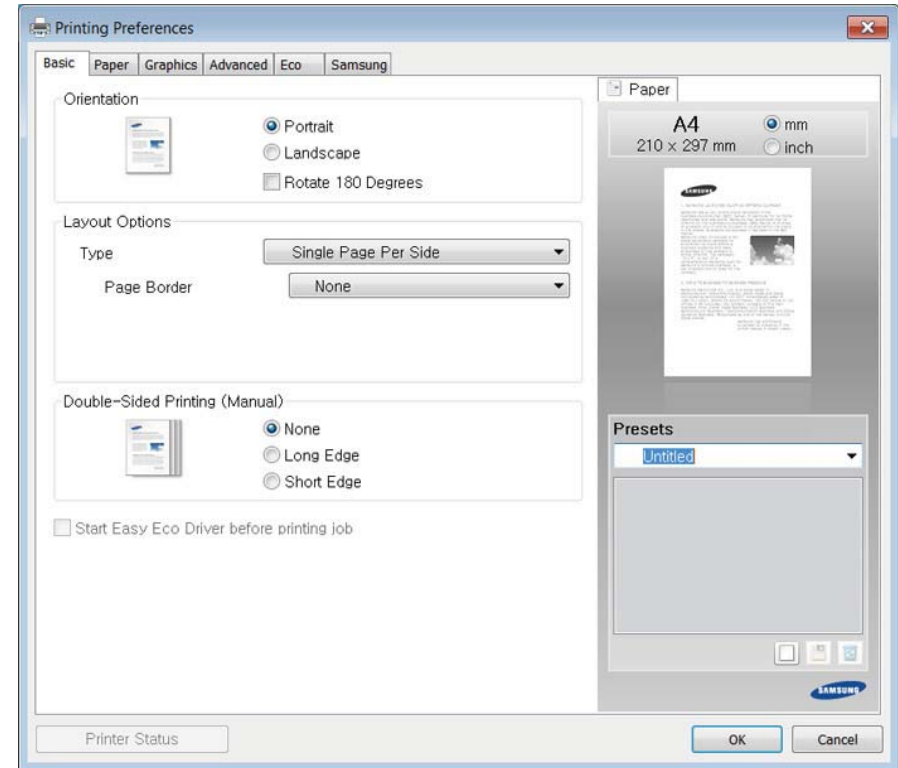 Printing Preferences
Basic Paper Graphics Advanced Eco Samsung
Orientation
Portrait
Landscape
Rotate 180 Degrees
Layout Options
Type Single Page Per Side
Page Border None
Double-Sided Printing (Manual)
None
Long Edge
Short Edge
Start Easy Eco Driver before printing job
Paper
A4
210 x 297 mm
mm
inch
Presets
Untitled
SAMSUNG
Printer Status
OK Cancel